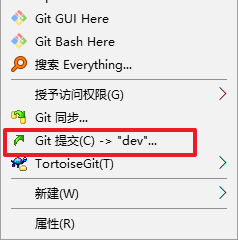 Git GUI Here
Git Bash Here
搜索 Everything...
授予访问权限(G)
Git 同步...
Git 提交(C) -> "dev"...
TortoiseGit(T)
新建(W)
属性(R)